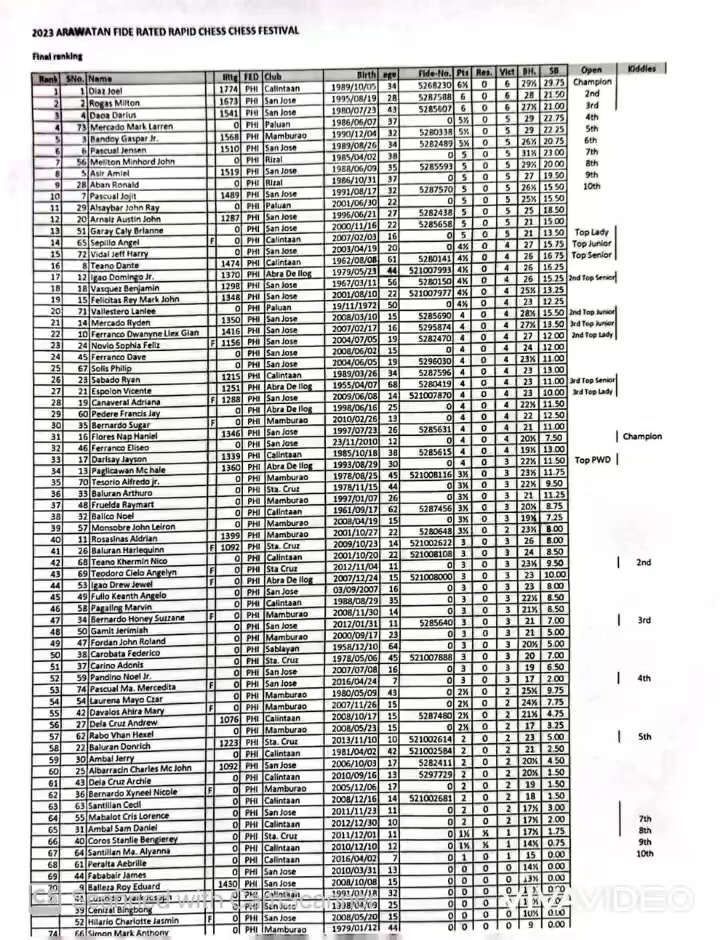 2023 ARAWATAN FIDE RATED RAPID CHESS CHESS FESTIVAL
Final ranking
Rank SNo. Name IRtg FED Club Birth age Fide-No. Pts Res. Vict BH. SB Open Kiddies
1 1 Diaz Joel 1774 PHI Calintaan 1989/10/05 34 5268230 6½ 0 6 29½ 29.75 Champion
2 2 Rogas Milton 1673 PHI San Jose 1995/08/19 28 5287588 6 0 6 28 21.50 2nd
3 4 Daoa Darius 1541 PHI San Jose 1980/07/23 43 5285607 6 0 6 27½ 21.00 3rd
4 73 Mercado Mark Larren 0 PHI Paluan 1986/06/07 37 0 5½ 0 5 29 22.75 4th
5 3 Bandoy Gaspar Jr. 1568 PHI Mamburao 1990/12/04 32 5280338 5½ 0 5 29 22.25 5th
6 6 Pascual Jensen 1510 PHI San Jose 1989/08/26 34 5282489 5½ 0 5 26½ 20.75 6th
7 56 Meliton Minhord John 0 PHI Rizal 1985/04/02 38 0 5 0 5 31½ 23.00 7th
8 5 Asir Amiel 1519 PHI San Jose 1988/06/09 35 5285593 5 0 5 29½ 20.00 8th
9 28 Aban Ronald 0 PHI Rizal 1986/10/31 37 0 5 0 5 27 19.50 9th
10 7 Pascual Jojit 1489 PHI San Jose 1991/08/17 32 5287570 5 0 5 26½ 15.50 10th
11 29 Alsaybar John Ray 0 PHI Paluan 2001/06/30 22 0 5 0 5 25½ 15.50
12 20 Arnaiz Austin John 1287 PHI San Jose 1996/06/21 27 5282438 5 0 5 25 18.50
13 51 Garay Caly Brianne 0 PHI San Jose 2000/11/16 22 5285658 5 0 5 21 15.00
14 65 Sepillo Angel F 0 PHI Calintaan 2007/02/03 16 0 5 0 5 21 13.50 Top Lady
15 72 Vidal Jeff Harry 0 PHI San Jose 2003/04/19 20 0 4½ 0 4 27 15.75 Top Junior
16 8 Teano Dante 1474 PHI Calintaan 1962/08/08 61 5280141 4½ 0 4 26 16.75 Top Senior
17 12 Igao Domingo Jr. 1370 PHI Abra De Ilog 1979/05/23 44 521007993 4½ 0 4 26 16.25
18 18 Vasquez Benjamin 1298 PHI San Jose 1967/03/11 56 5280150 4½ 0 4 26 15.25 2nd Top Senior
19 15 Felicitas Rey Mark John 1348 PHI San Jose 2001/08/10 22 521007977 4½ 0 4 25½ 13.25
20 71 Vallestero Lanlee 0 PHI Paluan 19/11/1972 50 0 4½ 0 4 23 12.25
21 14 Mercado Ryden 1350 PHI San Jose 2008/03/10 15 5285690 4 0 4 28½ 15.50 2nd Top Junior
22 10 Ferranco Dwanyne Llex Gian 1416 PHI San Jose 2007/02/16 16 5295874 4 0 4 27½ 13.50 3rd Top Junior
23 24 Novio Sophia Feliz F 1156 PHI San Jose 2004/07/05 19 5282470 4 0 4 27 12.00 2nd Top Lady
24 45 Ferranco Dave 0 PHI San Jose 2008/06/02 15 0 4 0 4 24 12.00
25 67 Solis Philip 0 PHI San Jose 2004/06/05 19 5296030 4 0 4 23½ 11.00
26 23 Sabado Ryan 1215 PHI Calintaan 1989/03/26 34 5287596 4 0 4 23 13.00
27 21 Espolon Vicente 1251 PHI Abra De Ilog 1955/04/07 68 5280419 4 0 4 23 11.00 3rd Top Senior
28 19 Canaveral Adriana F 1288 PHI San Jose 2009/06/08 14 521007870 4 0 4 23 10.00 3rd Top Lady
29 60 Pedere Francis Jay 0 PHI Abra De Ilog 1998/06/16 25 0 4 0 4 22½ 11.50
30 35 Bernardo Sugar F 0 PHI Mamburao 2010/02/26 13 0 4 0 4 22 12.50
31 16 Flores Nap Haniel 1346 PHI San Jose 1997/07/23 26 5285631 4 0 4 21 11.00
32 46 Ferranco Eliseo 0 PHI San Jose 23/11/2010 12 0 4 0 4 20½ 7.50 Champion
33 17 Darisay Jayson 1339 PHI Calintaan 1985/10/18 38 5285615 4 0 4 19½ 13.00
34 13 Paglicawan Mc hale 1360 PHI Abra De Ilog 1993/08/29 30 0 4 0 3 22½ 11.50 Top PWD
35 70 Tesorio Alfredo jr. 0 PHI Mamburao 1978/08/25 45 521008116 3½ 0 3 23½ 11.75
36 33 Baluran Arthuro 0 PHI Sta. Cruz 1978/11/15 44 0 3½ 0 3 22½ 9.50
37 48 Fruelda Raymart 0 PHI Mamburao 1997/01/07 26 0 3½ 0 3 21 11.25
38 32 Balico Noel 0 PHI Calintaan 1961/09/17 62 5287456 3½ 0 3 20½ 8.75
39 57 Monsobre John Leiron 0 PHI Mamburao 2008/04/19 15 0 3½ 0 3 19½ 7.25
40 11 Rosasinas Aldrian 1399 PHI Mamburao 2001/10/27 22 5280648 3½ 0 2 23½ 8.00
41 26 Baluran Harlequinn F 1092 PHI Sta. Cruz 2009/10/23 14 521002622 3 0 3 26 8.00
42 68 Teano Khermin Nico 0 PHI Calintaan 2001/10/20 22 521008108 3 0 3 24 8.50
43 69 Teodoro Cielo Angelyn F 0 PHI Sta Cruz 2012/11/04 11 0 3 0 3 23½ 9.50 2nd
44 53 Igao Drew Jewel F 0 PHI Abra De Ilog 2007/12/24 15 521008000 3 0 3 23 10.00
45 49 Fullo Keanth Angelo 0 PHI San Jose 03/09/2007 16 0 3 0 3 23 8.00
46 58 Pagaling Marvin 0 PHI Calintaan 1988/08/29 35 0 3 0 3 22½ 8.50
47 34 Bernardo Honey Suzzane F 0 PHI Mamburao 2008/11/30 14 0 3 0 3 21½ 8.50
48 50 Gamit Jerimiah 0 PHI San Jose 2012/01/31 11 5285640 3 0 3 21 7.00 3rd
49 47 Fordan John Roland 0 PHI Mamburao 2000/09/17 23 0 3 0 3 21 5.00
50 38 Carobata Federico 0 PHI Sablayan 1958/12/10 64 0 3 0 3 20½ 5.00
51 37 Carino Adonis 0 PHI Sta. Cruz 1978/05/06 45 521007888 3 0 3 20 7.00
52 59 Pandino Noel Jr. 0 PHI San Jose 2007/07/08 16 0 3 0 3 19 6.50
53 74 Pascual Ma. Mercedita F 0 PHI San Jose 2016/04/24 7 0 3 0 3 17 2.00 4th
54 54 Laurena Mayo Czar 0 PHI Mamburao 1980/05/09 43 0 2½ 0 2 25½ 9.75
55 42 Davalos Ahira Mary F 0 PHI Mamburao 2007/11/26 15 0 2½ 0 2 24½ 7.75
56 27 Dela Cruz Andrew 1076 PHI Calintaan 2008/10/17 15 5287480 2½ 0 2 21½ 4.75
57 62 Rabo Vhan Hexel 0 PHI Mamburao 2008/05/23 15 0 2½ 0 2 17 3.25
58 22 Baluran Donrich 1223 PHI Sta. Cruz 2013/11/10 10 521002614 2 0 2 23 5.00 5th
59 30 Ambal Jerry 0 PHI Calintaan 1981/04/02 42 521002584 2 0 2 21 2.50
60 25 Albarracin Charles Mc John 1092 PHI San Jose 2006/10/03 17 5282411 2 0 2 20½ 4.50
61 43 Dela Cruz Archie 0 PHI Calintaan 2010/09/16 13 5297729 2 0 2 20½ 1.50
62 36 Bernardo Xyneel Nicole F 0 PHI Mamburao 2005/12/06 17 0 2 0 2 19 1.50
63 63 Santillan Cecil 0 PHI Calintaan 2008/12/16 14 521002681 2 0 2 18 1.50
64 55 Mabalot Cris Lorence 0 PHI San Jose 2011/11/23 11 0 2 0 2 17½ 3.00
65 31 Ambal Sam Daniel 0 PHI Calintaan 2012/12/30 10 0 2 0 2 17½ 2.00 7th
66 40 Coros Stanlie Bengierey 0 PHI Sta. Cruz 2011/12/01 11 0 1½ ½ 1 17½ 1.75 8th
67 64 Santillan Ma. Alyanna 0 PHI Calintaan 2010/12/10 12 0 1½ ½ 1 14½ 0.75 9th
68 61 Peralta Aebrille 0 PHI Calintaan 2016/04/02 7 0 1 0 1 15 0.00 10th
69 44 Fababair James 0 PHI San Jose 2010/03/31 13 0 0 0 0 14½ 0.00
70 9 Balleza Roy Eduard 1430 PHI San Jose 2008/10/08 15 0 0 0 0 13½ 0.00
PHI Calintaan 1991/03/18 32 0 0 0 0 0.00
39 Cenizal Bingbong 0 PHI San Jose 25 0 0 0 0 0.00
52 Hilario Charlotte Jasmin F 0 PHI San Jose 2008/05/20 15 0 0 0 0 10½ 0.00
74 66 Simon Mark Anthony 0 PHI Mamburao 1979/01/12 44 0 0 0 0 9 0.00
VIVAVIDEO